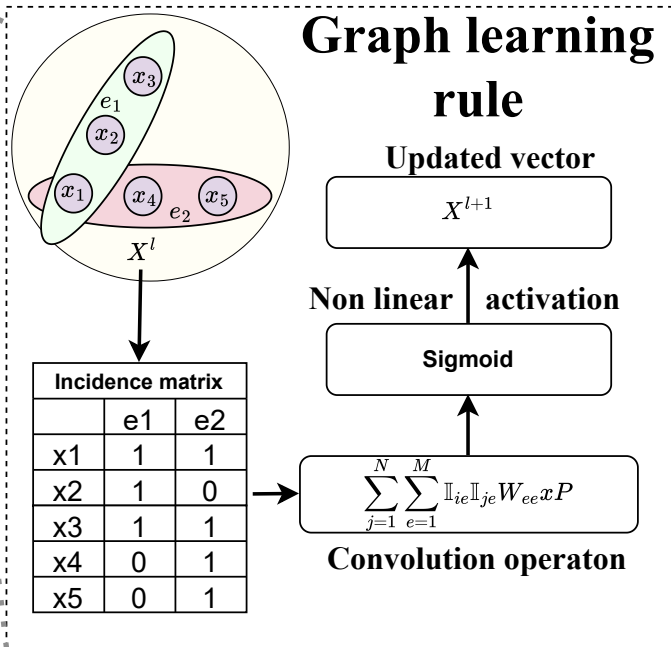 Graph learning
rule
x₃
e₁
x₂
x₁
x₄
x₅
e₂
Xˡ
Incidence matrix
e1 e2
x1 1 1
x2 1 0
x3 1 1
x4 0 1
x5 0 1
Updated vector
Xˡ⁺¹
Non linear activation
Sigmoid
∑_{j=1}^{N} ∑_{e=1}^{M} 𝕀_{ie}𝕀_{je}W_{ee}xP
Convolution operaton